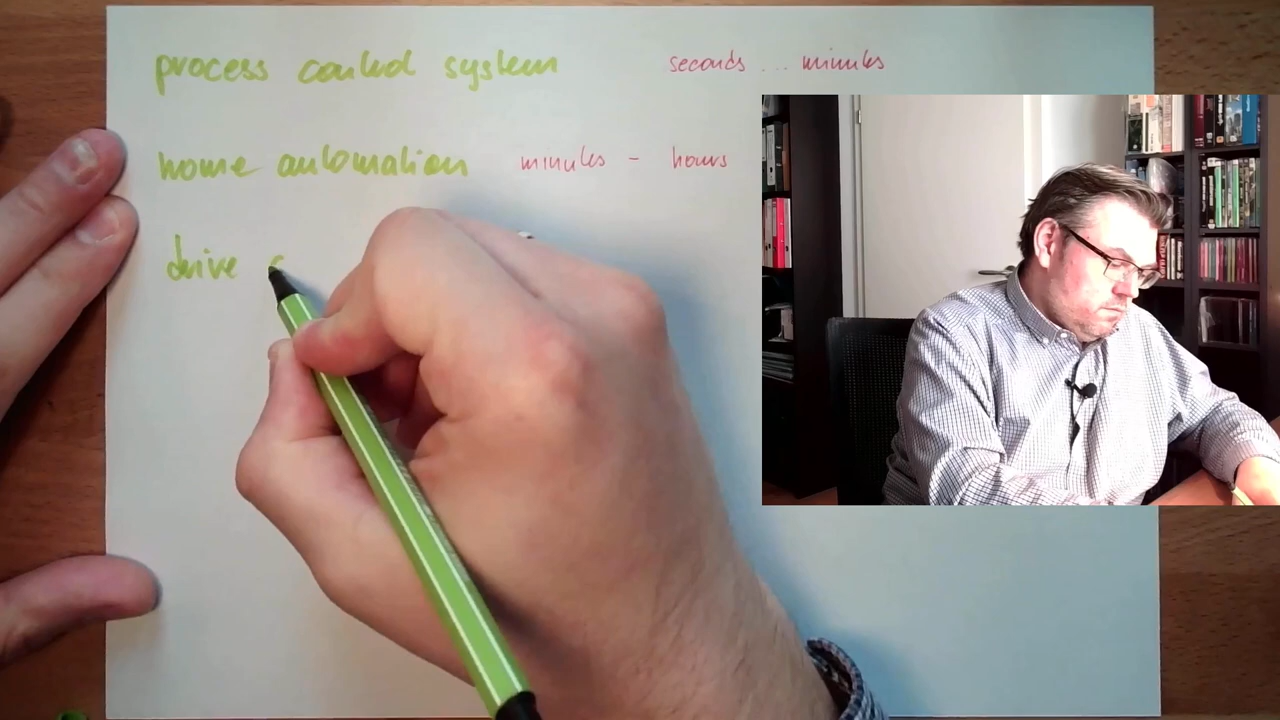 process control system seconds ... minutes
home automation minutes - hours
drive c